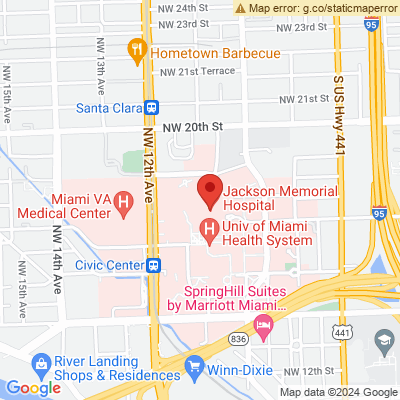 Map error: g.co/staticmaperror
NW 24th St
NW 23rd St
NW 23rd St
95
Hometown Barbecue
NW 21st Terrace
NW 15th Ave
NW 13th Ave
Santa Clara
NW 21st St
S US Hwy 441
NW 20th St
NW 12th Ave
Miami VA
Medical Center
Jackson Memorial
Hospital
95
Univ of Miami
Health System
NW 14th Ave
Civic Center
NW 15th Ave
SpringHill Suites
by Marriott Miami...
836
441
River Landing
Shops & Residences
Winn-Dixie
NW 12th St
Google
Map data ©2024 Google